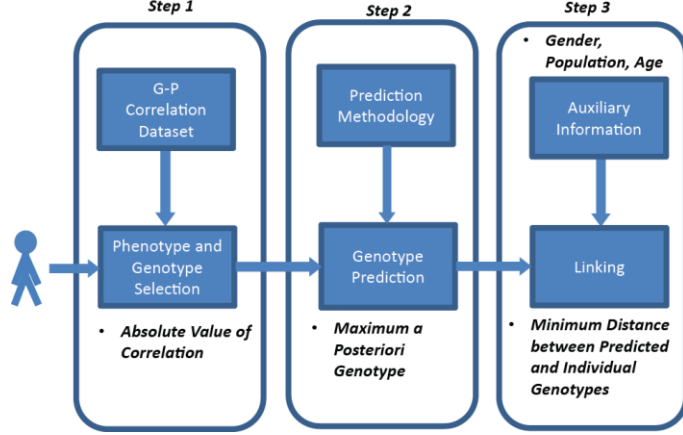 Step 1
G-P
Correlation
Dataset
Phenotype and
Genotype
Selection
• Absolute Value of
Correlation
Step 2
Prediction
Methodology
Genotype
Prediction
• Maximum a
Posteriori
Genotype
Step 3
• Gender,
Population, Age
Auxiliary
Information
Linking
• Minimum Distance
between Predicted
and Individual
Genotypes